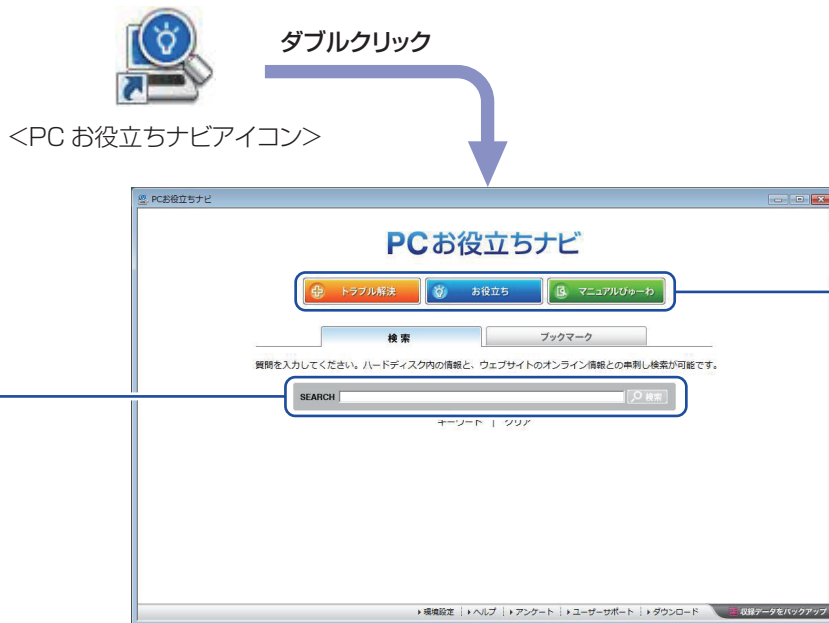 ダブルクリック
<PC お役立ちナビアイコン>
PCお役立ちナビ
PCお役立ちナビ
トラブル解決
お役立ち
マニュアルびゅーわ
検索
ブックマーク
質問を入力してください。ハードディスク内の情報と、ウェブサイトのオンライン情報との串刺し検索が可能です。
SEARCH
検索
キーワード | クリア
環境設定 ヘルプ アンケート ユーザーサポート ダウンロード 収録データをバックアップ